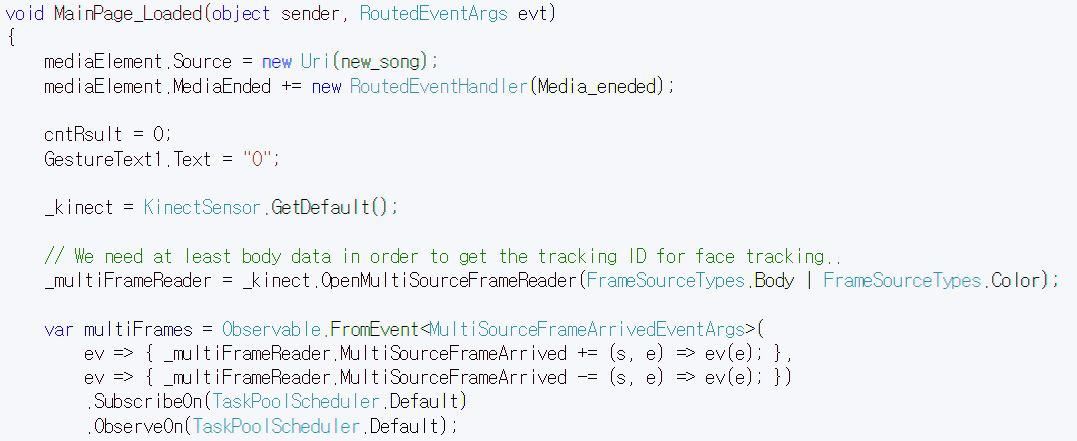 void MainPage_Loaded(object sender, RoutedEventArgs evt)
{
mediaElement.Source = new Uri(new_song);
mediaElement.MediaEnded += new RoutedEventHandler(Media_eneded);
cntRsult = 0;
GestureText1.Text = "0";
_kinect = KinectSensor.GetDefault();
// We need at least body data in order to get the tracking ID for face tracking..
_multiFrameReader = _kinect.OpenMultiSourceFrameReader(FrameSourceTypes.Body | FrameSourceTypes.Color);
var multiFrames = Observable.FromEvent<MultiSourceFrameArrivedEventArgs>(
ev => { _multiFrameReader.MultiSourceFrameArrived += (s, e) => ev(e); },
ev => { _multiFrameReader.MultiSourceFrameArrived -= (s, e) => ev(e); })
.SubscribeOn(TaskPoolScheduler.Default)
.ObserveOn(TaskPoolScheduler.Default);